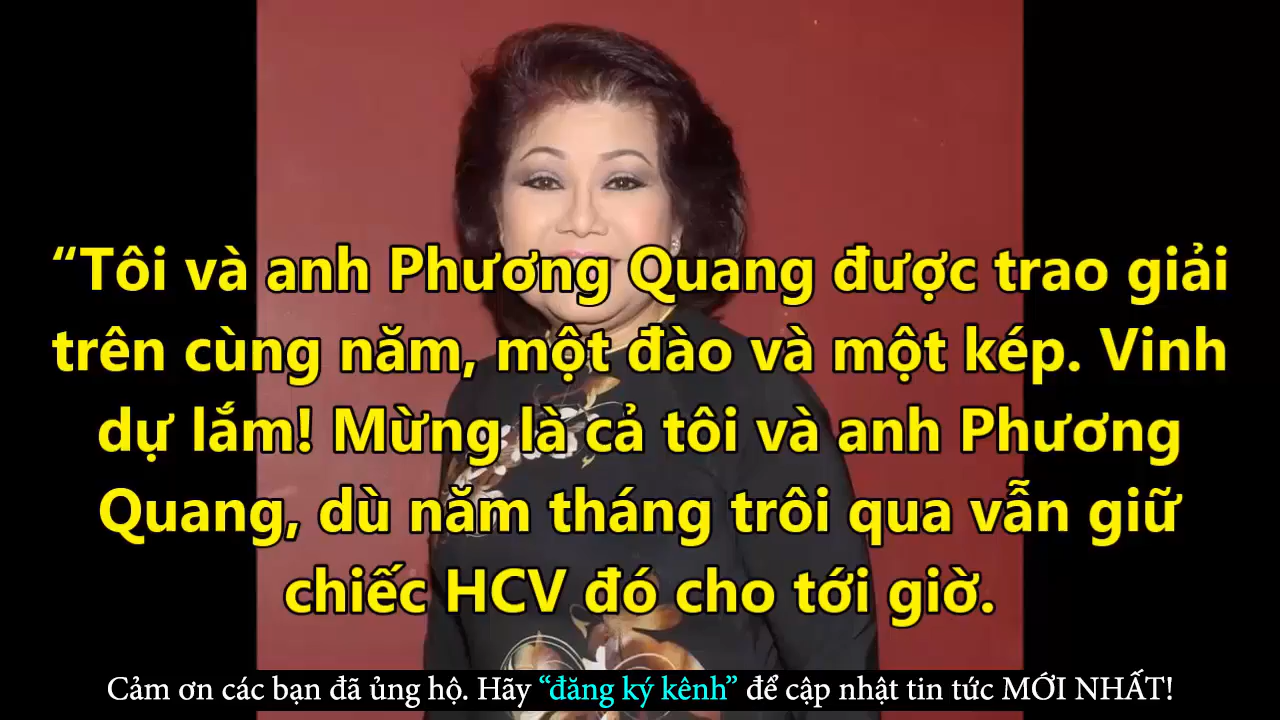 “Tôi và anh Phương Quang được trao giải
trên cùng năm, một đào và một kép. Vinh
dự lắm! Mừng là cả tôi và anh Phương
Quang, dù năm tháng trôi qua vẫn giữ
chiếc HCV đó cho tới giờ.
Cảm ơn các bạn đã ủng hộ. Hãy “đăng ký kênh” để cập nhật tin tức MỚI NHẤT!